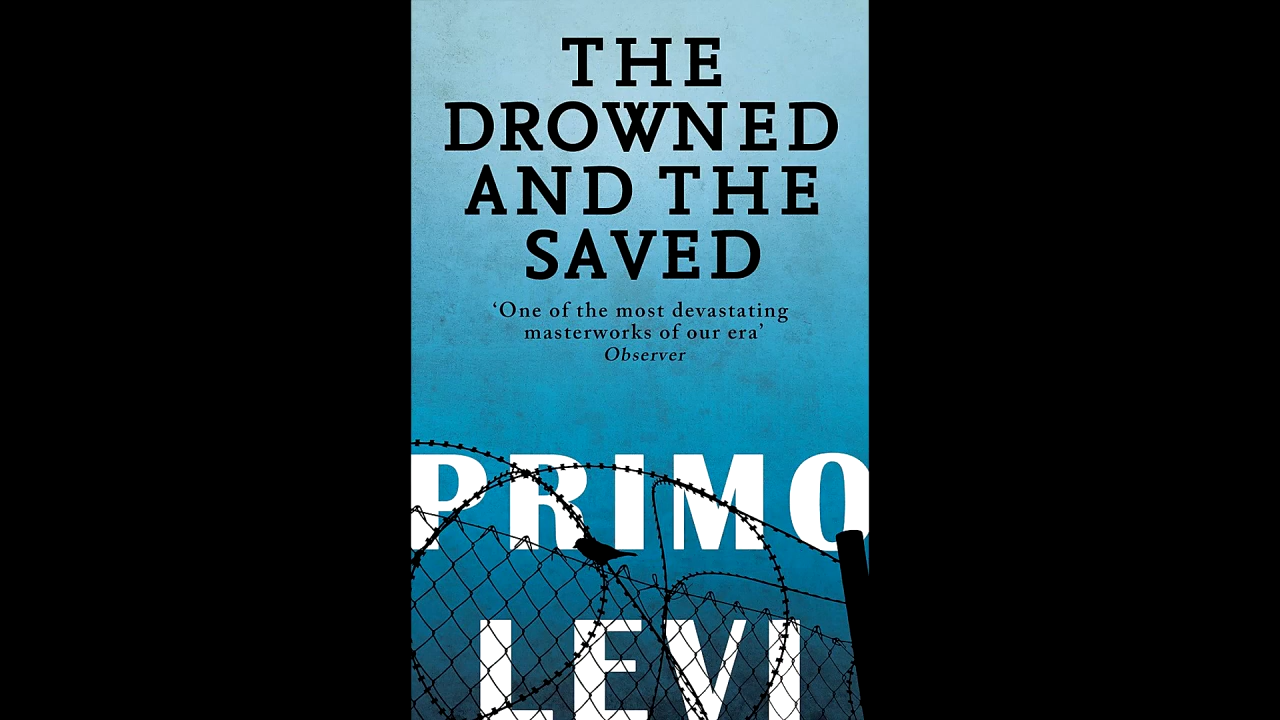 THE
DROWNED
AND THE
SAVED
‘One of the most devastating
masterworks of our era’
Observer
PRIMO
LEVI